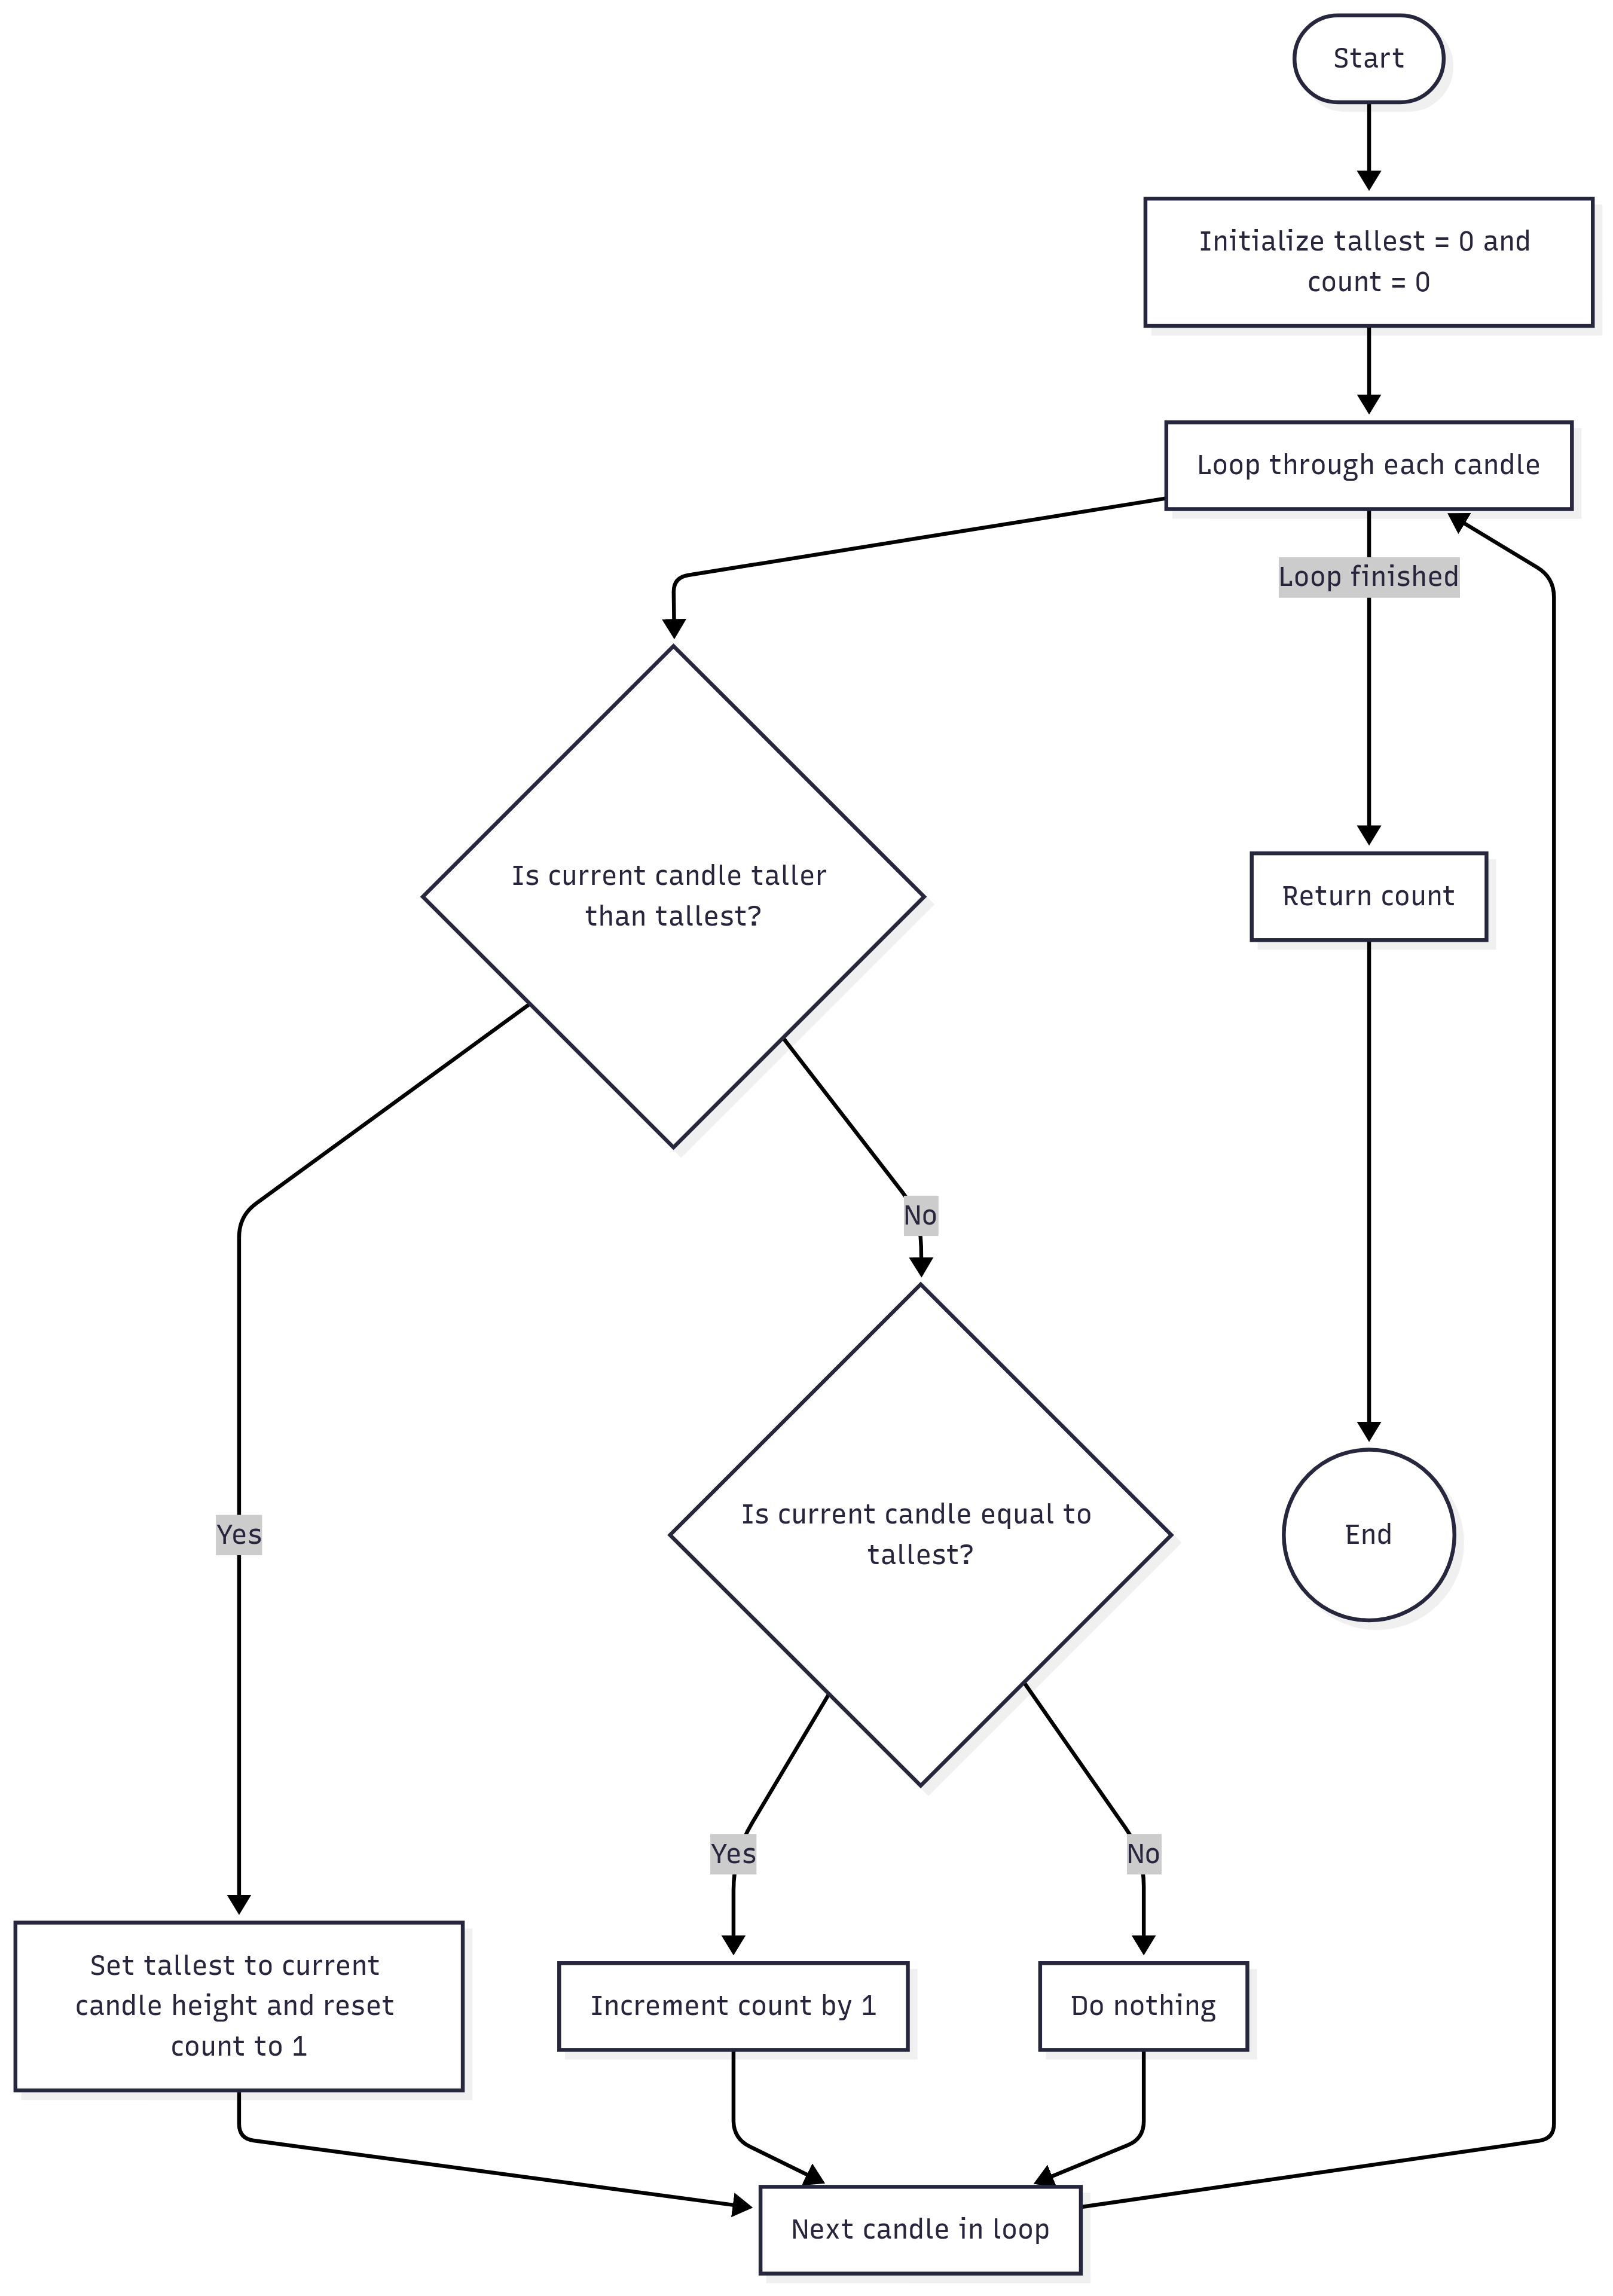 Start
Initialize tallest = 0 and
count = 0
Loop through each candle
Loop finished
Is current candle taller
than tallest?
Return count
No
Is current candle equal to
tallest?
Yes
End
Yes
No
Set tallest to current
candle height and reset
count to 1
Increment count by 1
Do nothing
Next candle in loop